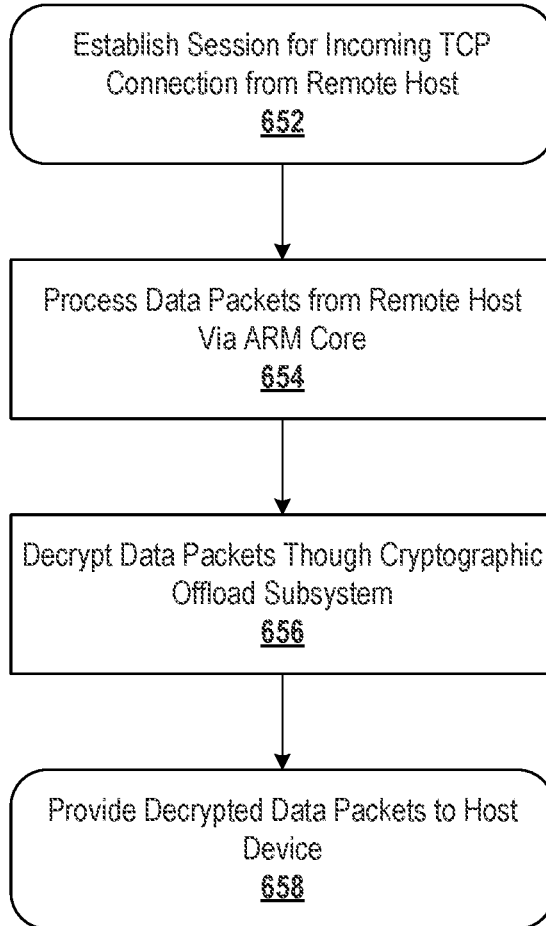 Establish Session for Incoming TCP
Connection from Remote Host
652
Process Data Packets from Remote Host
Via ARM Core
654
Decrypt Data Packets Though Cryptographic
Offload Subsystem
656
Provide Decrypted Data Packets to Host
Device
658